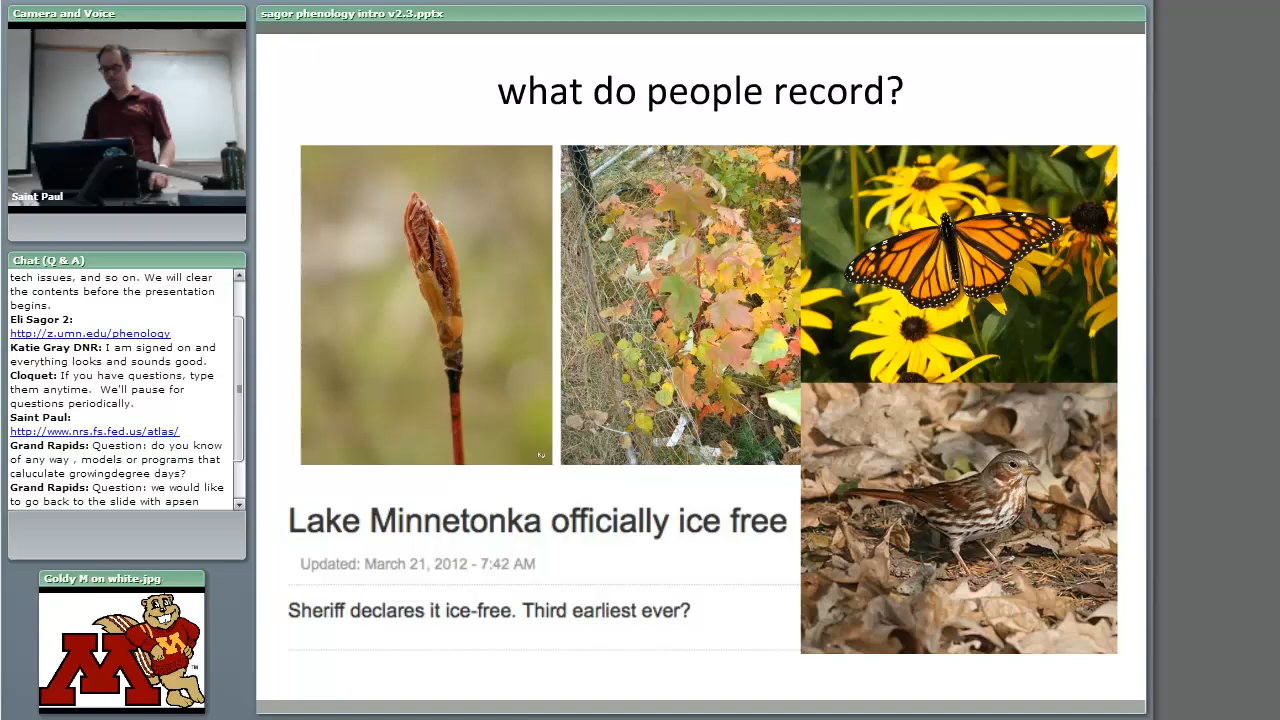 Camera and Voice
Saint Paul
Chat (Q & A)
tech issues, and so on. We will clear
the contents before the presentation
begins.
Eli Sagor 2:
http://z.umn.edu/phenology
Katie Gray DNR: I am signed on and
everything looks and sounds good.
Cloquet: If you have questions, type
them anytime. We'll pause for
questions periodically.
Saint Paul:
http://www.nrs.fs.fed.us/atlas/
Grand Rapids: Question: do you know
of any way , models or programs that
caluculate growingdegree days?
Grand Rapids: Question: we would like
to go back to the slide with apsen
Goldy M on white.jpg
M
M
TM
sagor phenology intro v2.3.pptx
what do people record?
Lake Minnetonka officially ice free
Updated: March 21, 2012 - 7:42 AM
Sheriff declares it ice-free. Third earliest ever?